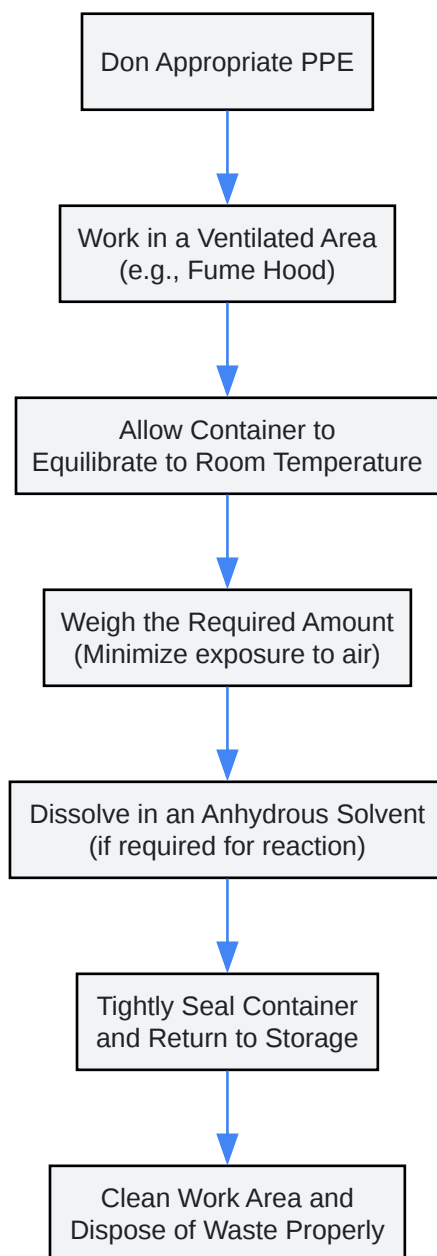 Don Appropriate PPE
Work in a Ventilated Area
(e.g., Fume Hood)
Allow Container to
Equilibrate to Room Temperature
Weigh the Required Amount
(Minimize exposure to air)
Dissolve in an Anhydrous Solvent
(if required for reaction)
Tightly Seal Container
and Return to Storage
Clean Work Area and
Dispose of Waste Properly